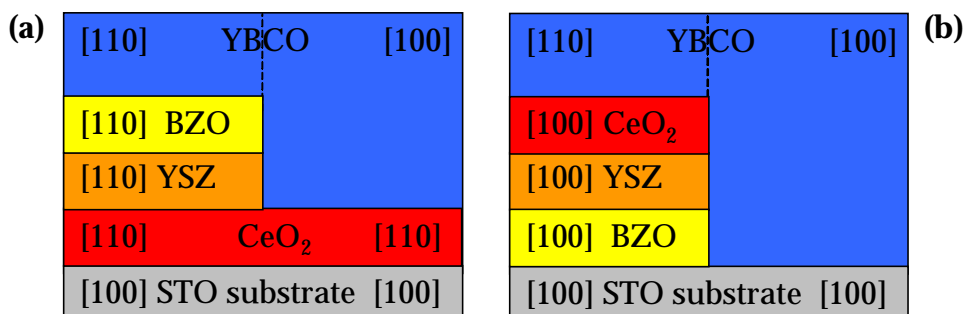 (a)
[110] YBCO [100]
[110] BZO
[110] YSZ
[110] CeO₂ [110]
[100] STO substrate [100]
(b)
[110] YBCO [100]
[100] CeO₂
[100] YSZ
[100] BZO
[100] STO substrate [100]